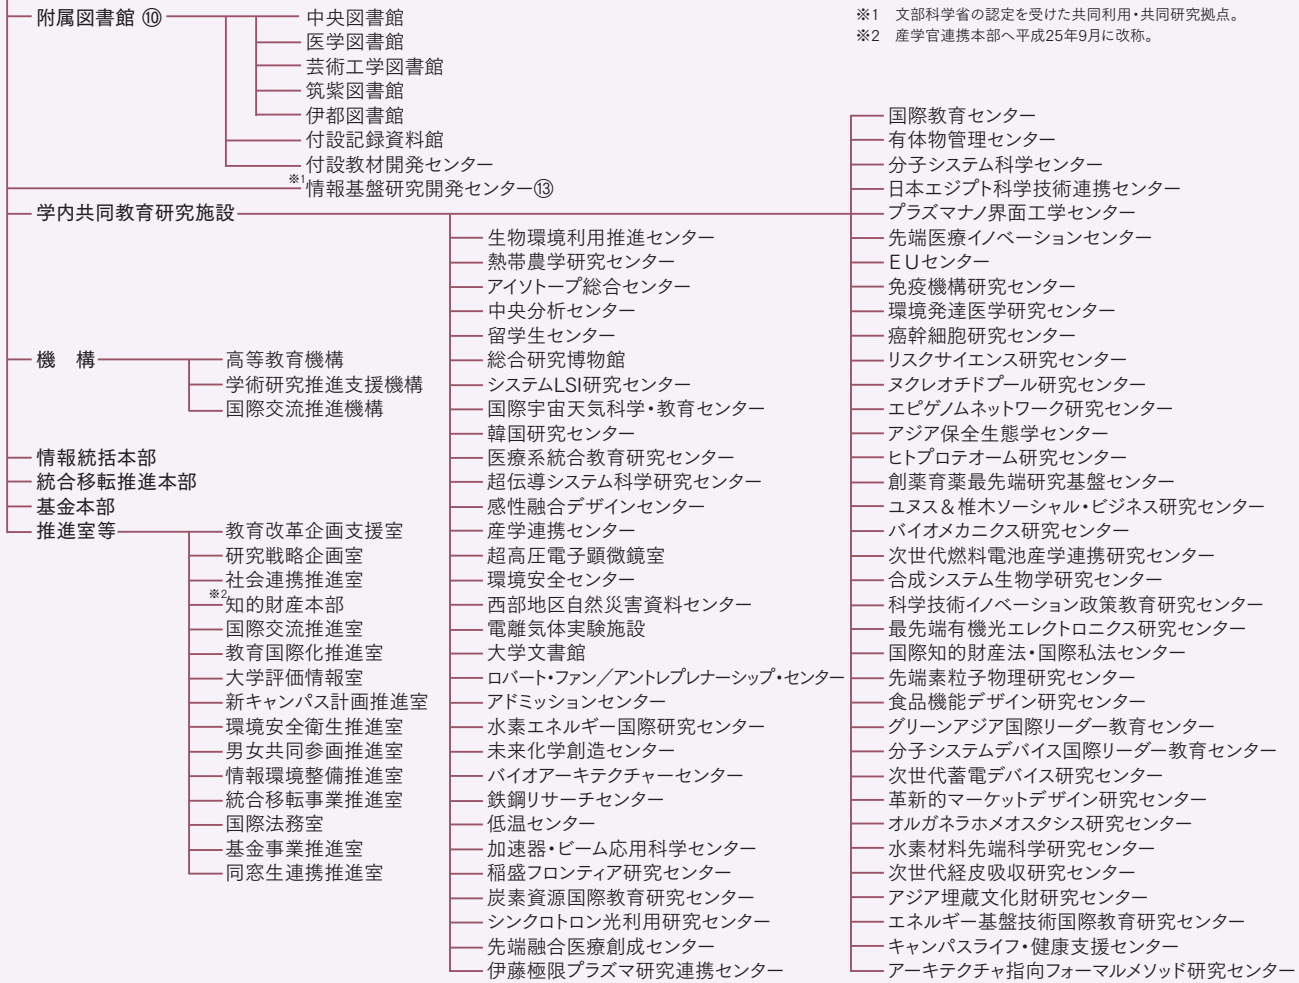 附属図書館 ⑩
中央図書館
医学図書館
芸術工学図書館
筑紫図書館
伊都図書館
付設記録資料館
付設教材開発センター
※1 情報基盤研究開発センター⑬
学内共同教育研究施設
生物環境利用推進センター
熱帯農学研究センター
アイソトープ総合センター
中央分析センター
留学生センター
総合研究博物館
システムLSI研究センター
国際宇宙天気科学・教育センター
韓国研究センター
医療系統合教育研究センター
超伝導システム科学研究センター
感性融合デザインセンター
産学連携センター
超高圧電子顕微鏡室
環境安全センター
西部地区自然災害資料センター
電離気体実験施設
大学文書館
ロバート・ファン／アントレプレナーシップ・センター
アドミッションセンター
水素エネルギー国際研究センター
未来化学創造センター
バイオアーキテクチャーセンター
鉄鋼リサーチセンター
低温センター
加速器・ビーム応用科学センター
稲盛フロンティア研究センター
炭素資源国際教育研究センター
シンクロトロン光利用研究センター
先端融合医療創成センター
伊藤極限プラズマ研究連携センター
国際教育センター
有体物管理センター
分子システム科学センター
日本エジプト科学技術連携センター
プラズマナノ界面工学センター
先端医療イノベーションセンター
EUセンター
免疫機構研究センター
環境発達医学研究センター
癌幹細胞研究センター
リスクサイエンス研究センター
ヌクレオチドプール研究センター
エピゲノムネットワーク研究センター
アジア保全生態学センター
ヒトプロテオーム研究センター
創薬育薬最先端研究基盤センター
ユヌス＆椎木ソーシャル・ビジネス研究センター
バイオメカニクス研究センター
次世代燃料電池産学連携研究センター
合成システム生物学研究センター
科学技術イノベーション政策教育研究センター
最先端有機光エレクトロニクス研究センター
国際知的財産法・国際私法センター
先端素粒子物理研究センター
食品機能デザイン研究センター
グリーンアジア国際リーダー教育センター
分子システムデバイス国際リーダー教育センター
次世代蓄電デバイス研究センター
革新的マーケットデザイン研究センター
オルガネラホメオスタシス研究センター
水素材料先端科学研究センター
次世代経皮吸収研究センター
アジア埋蔵文化財研究センター
エネルギー基盤技術国際教育研究センター
キャンパスライフ・健康支援センター
アーキテクチャ指向フォーマルメソッド研究センター
機　構
高等教育機構
学術研究推進支援機構
国際交流推進機構
情報統括本部
統合移転推進本部
基金本部
推進室等
教育改革企画支援室
研究戦略企画室
社会連携推進室
※2 知的財産本部
国際交流推進室
教育国際化推進室
大学評価情報室
新キャンパス計画推進室
環境安全衛生推進室
男女共同参画推進室
情報環境整備推進室
統合移転事業推進室
国際法務室
基金事業推進室
同窓生連携推進室
※1　文部科学省の認定を受けた共同利用・共同研究拠点。
※2　産学官連携本部へ平成25年9月に改称。